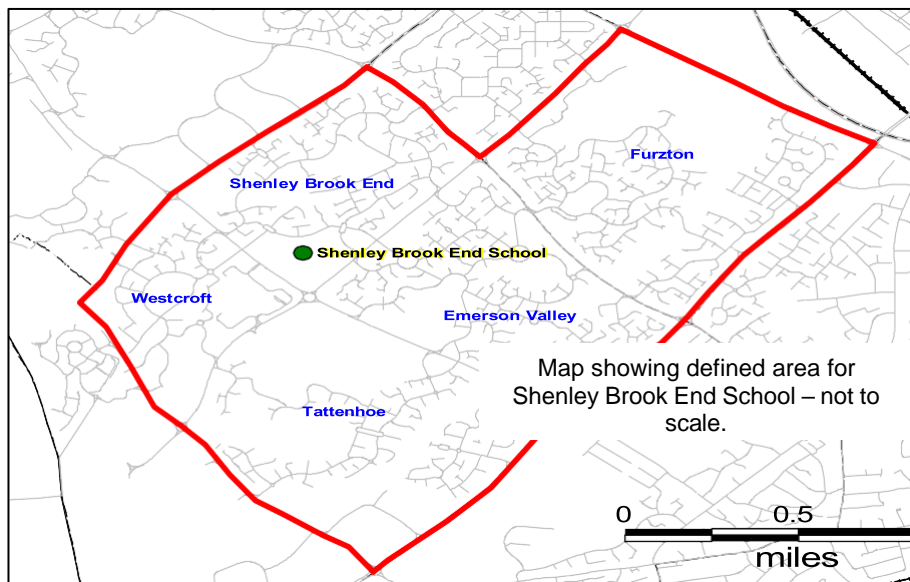 Furzton
Shenley Brook End
Shenley Brook End School
Westcroft
Emerson Valley
Map showing defined area for
Shenley Brook End School – not to
scale.
Tattenhoe
0 0.5
miles